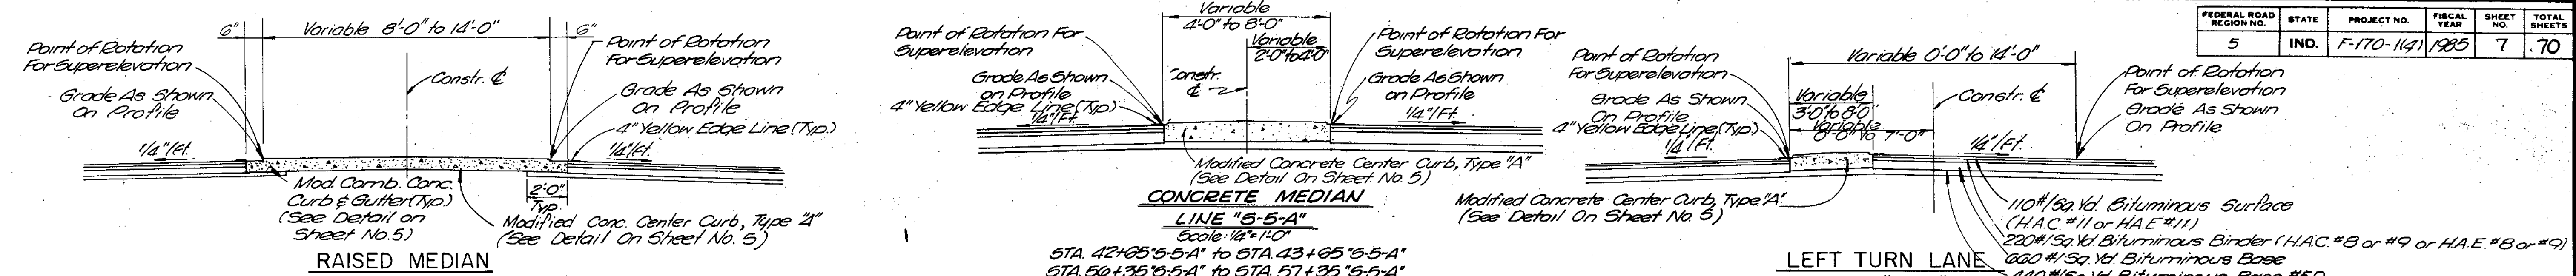 FEDERAL ROAD REGION NO.
STATE
PROJECT NO.
FISCAL YEAR
SHEET NO.
TOTAL SHEETS
5
IND.
F-170-1(4)
1985
7
70
6"
Variable 8'-0" to 14'-0"
6"
Point of Rotation
For Superelevation
Grade As Shown
On Profile
Constr. ℄
Point of Rotation
For Superelevation
Grade As Shown
On Profile
4" Yellow Edge Line (Typ.)
1/4"/Ft.
1/4"/Ft.
Mod. Comb. Conc.
Curb & Gutter (Typ)
(See Detail on
Sheet No.5)
2'-0"
Typ.
Modified Conc. Center Curb, Type "A"
(See Detail On Sheet No. 5)
RAISED MEDIAN
Variable
4'-0" to 8'-0"
Variable
2'-0" to 4'-0"
Point of Rotation For
Superelevation
Grade As Shown
on Profile
4" Yellow Edge Line (Typ)
1/4"/Ft.
Constr.
℄
Point of Rotation For
Superelevation
Grade As Shown
on Profile
1/4"/Ft.
Modified Concrete Center Curb, Type "A"
(See Detail On Sheet No. 5)
CONCRETE MEDIAN
LINE "S-5-A"
Scale: 1/4"=1'-0"
STA. 42+65 "S-5-A" to STA. 43+65 "S-5-A"
STA. 56+35 "S-5-A" to STA. 57+35 "S-5-A"
Variable 0'-0" to 14'-0"
Point of Rotation
For Superelevation
Grade As Shown
On Profile
4" Yellow Edge Line (Typ)
1/4"/Ft.
Variable
3'-0" to 8'-0"
Variable
0'-0" to 7'-0"
Constr. ℄
1/4"/Ft.
Point of Rotation
For Superelevation
Grade As Shown
On Profile
Modified Concrete Center Curb, Type "A"
(See Detail On Sheet No. 5)
110#/Sq. Yd. Bituminous Surface
(H.A.C. #11 or H.A.E #11)
220#/Sq. Yd. Bituminous Binder (H.A.C. #8 or #9 or H.A.E. #8 or #9)
660 #/Sq. Yd. Bituminous Base
440 #/Sq. Yd. Bituminous Base #5D
LEFT TURN LANE